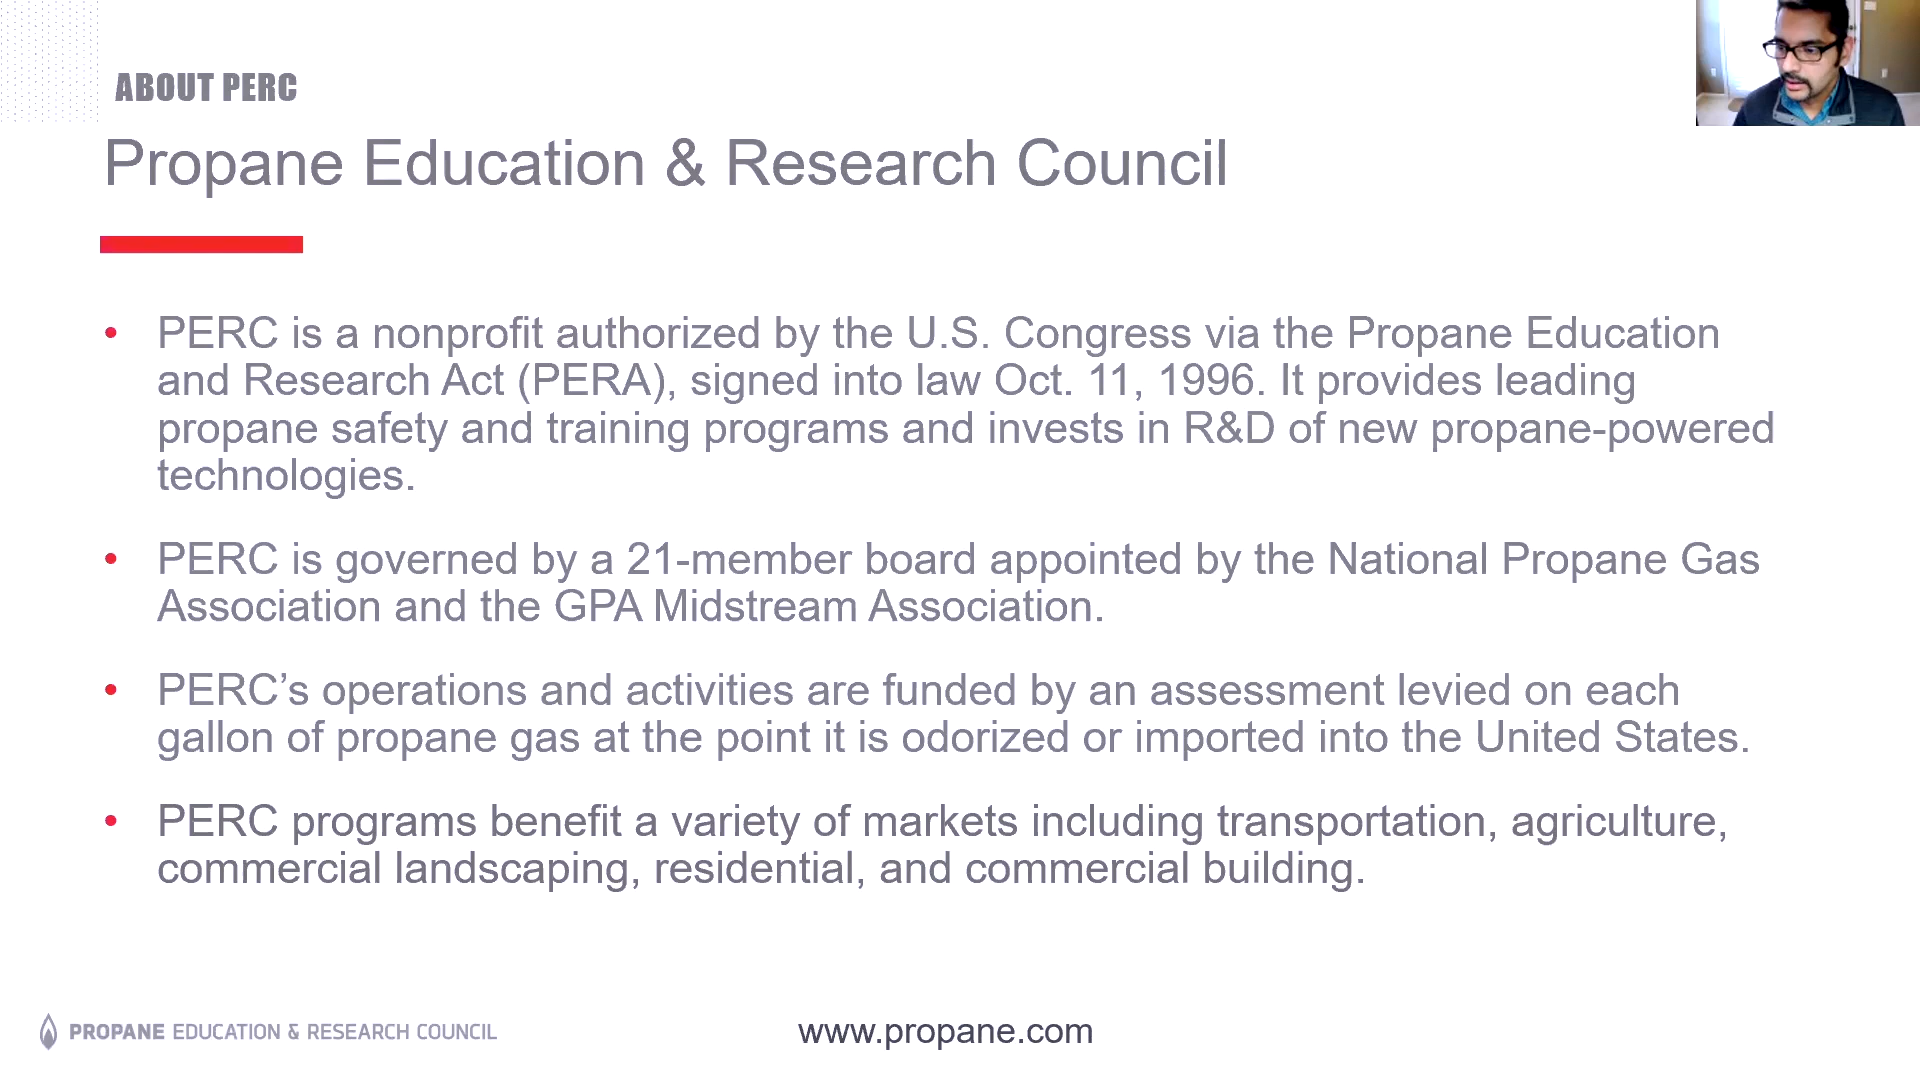 ABOUT PERC
Propane Education & Research Council
• PERC is a nonprofit authorized by the U.S. Congress via the Propane Education
and Research Act (PERA), signed into law Oct. 11, 1996. It provides leading
propane safety and training programs and invests in R&D of new propane-powered
technologies.
• PERC is governed by a 21-member board appointed by the National Propane Gas
Association and the GPA Midstream Association.
• PERC’s operations and activities are funded by an assessment levied on each
gallon of propane gas at the point it is odorized or imported into the United States.
• PERC programs benefit a variety of markets including transportation, agriculture,
commercial landscaping, residential, and commercial building.
PROPANE EDUCATION & RESEARCH COUNCIL
www.propane.com